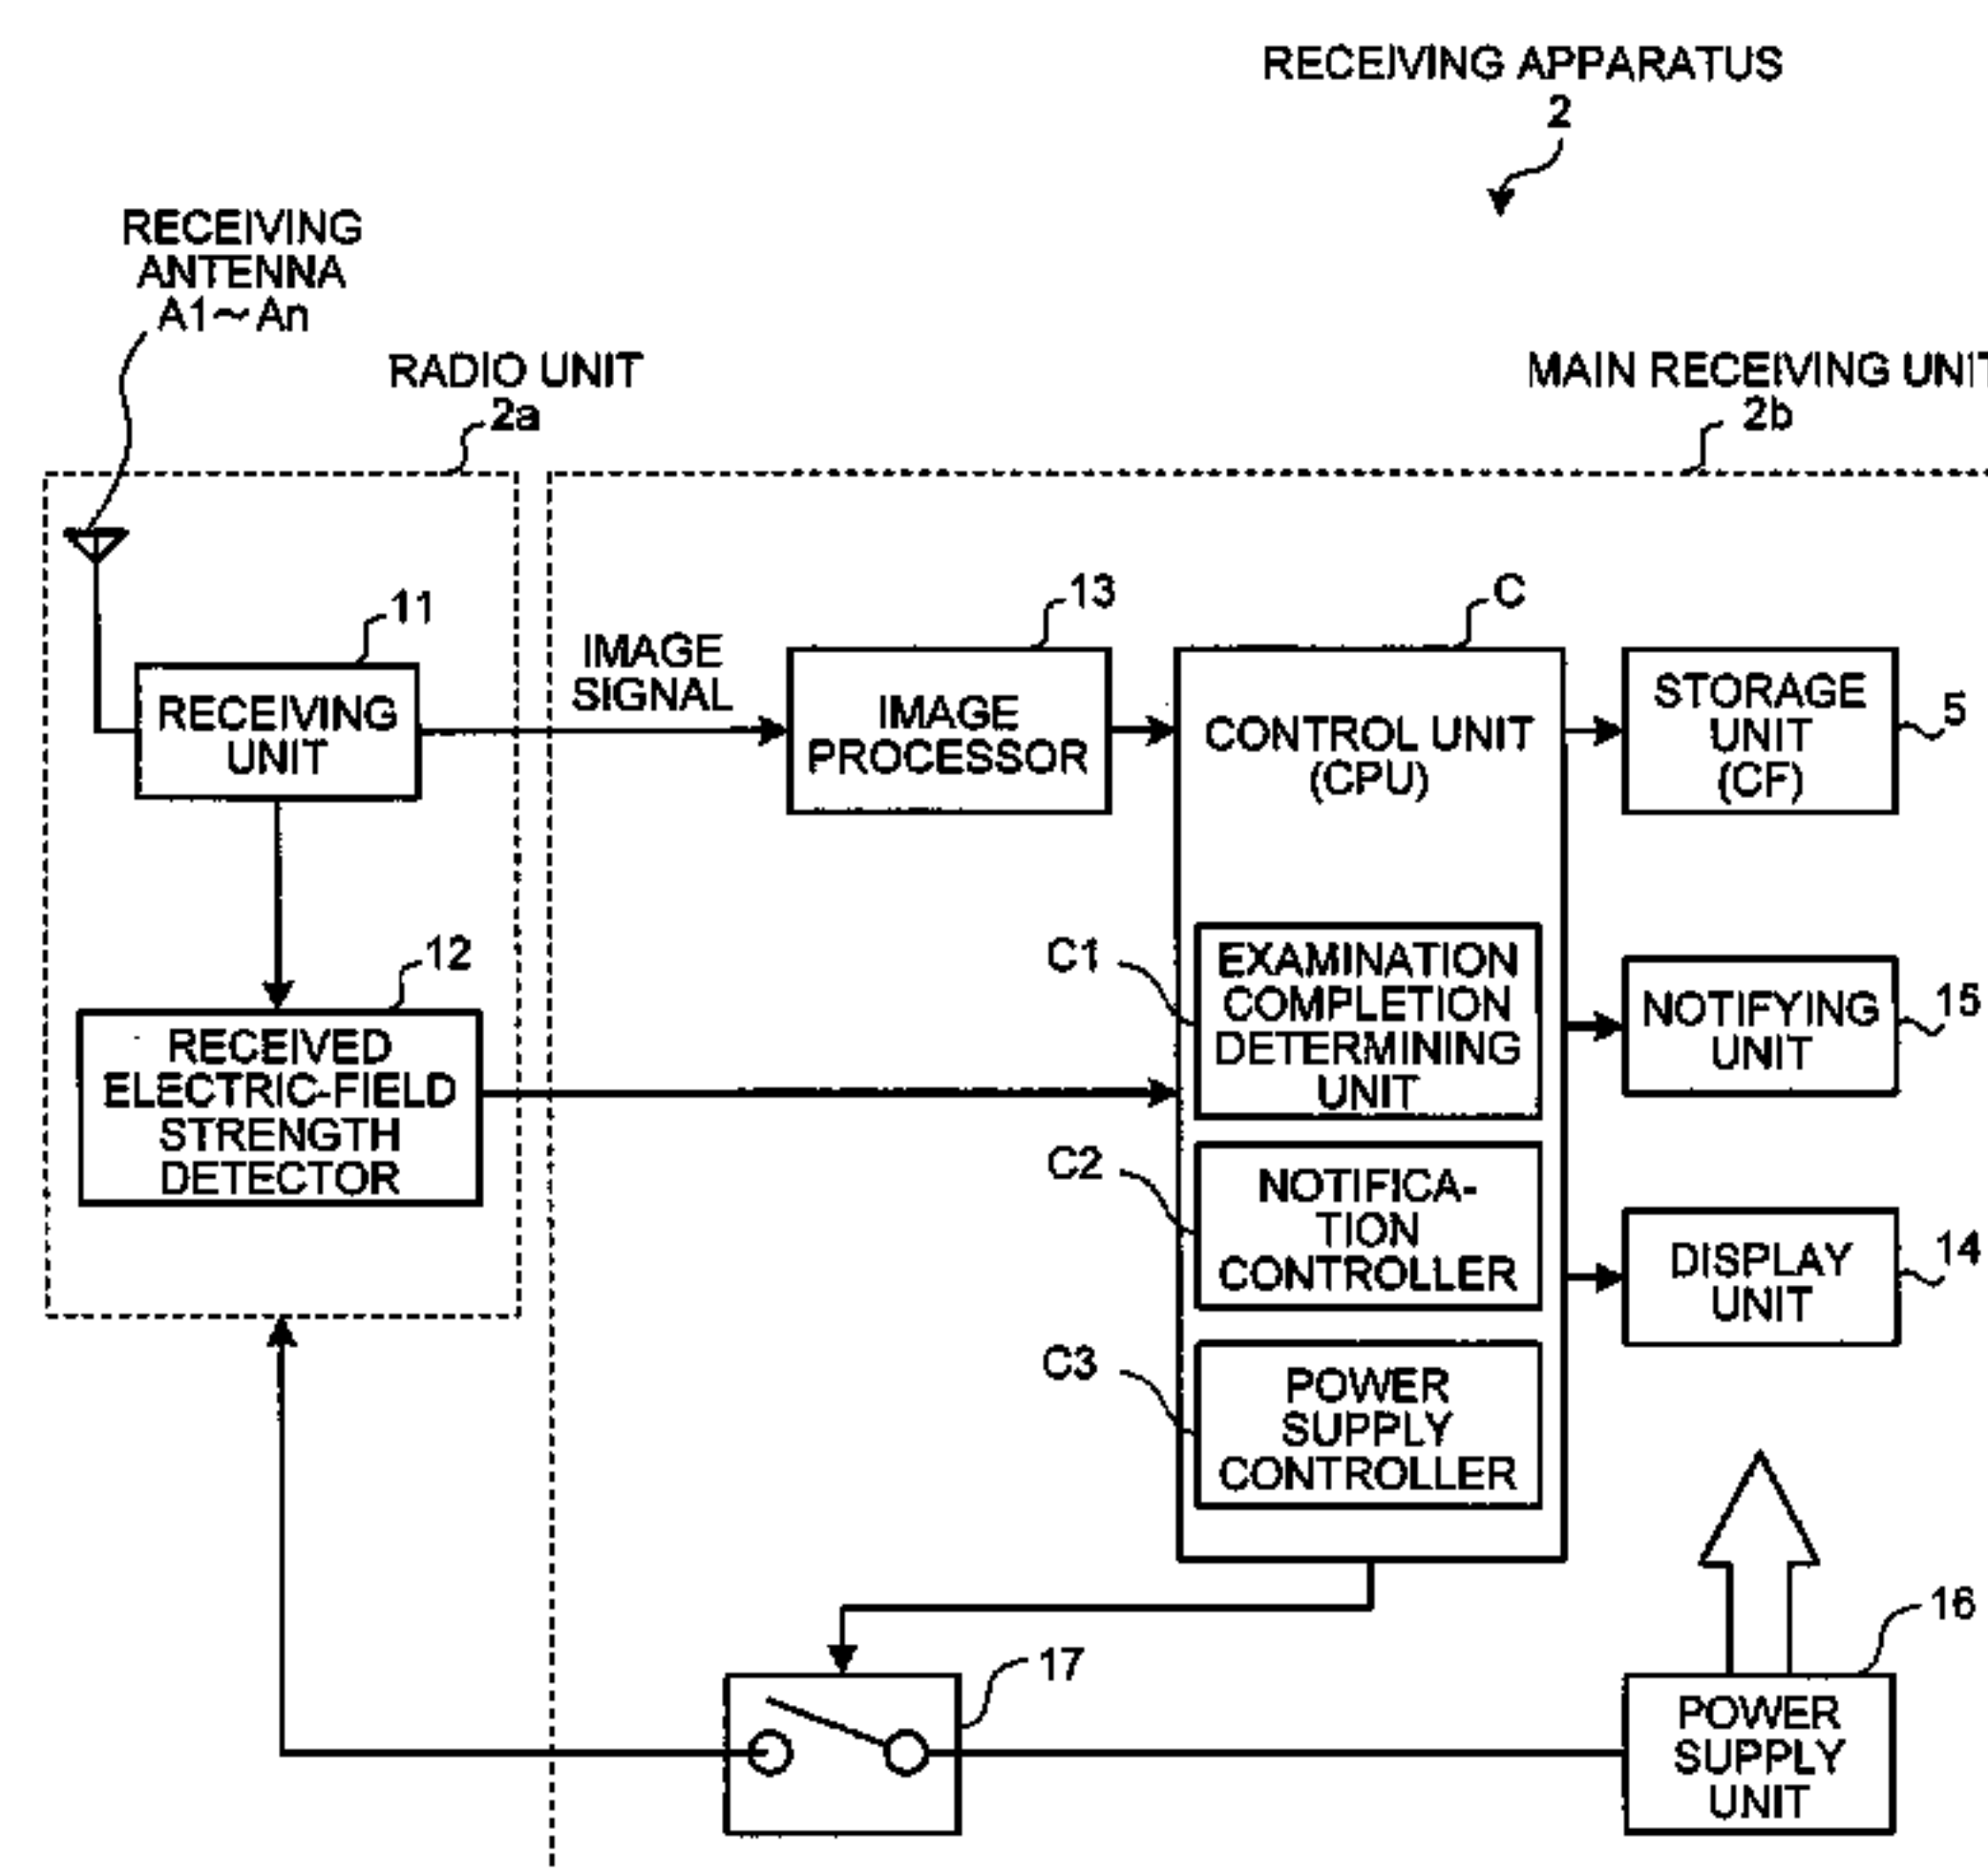 RECEIVING APPARATUS
2
RECEIVING
ANTENNA
A1~An
RADIO UNIT
2a
MAIN RECEIVING UNIT
2b
11
RECEIVING
UNIT
IMAGE
SIGNAL
13
IMAGE
PROCESSOR
C
CONTROL UNIT
(CPU)
STORAGE
UNIT
(CF)
5
12
RECEIVED
ELECTRIC-FIELD
STRENGTH
DETECTOR
C1
EXAMINATION
COMPLETION
DETERMINING
UNIT
NOTIFYING
UNIT
15
C2
NOTIFICA-
TION
CONTROLLER
DISPLAY
UNIT
14
C3
POWER
SUPPLY
CONTROLLER
17
16
POWER
SUPPLY
UNIT